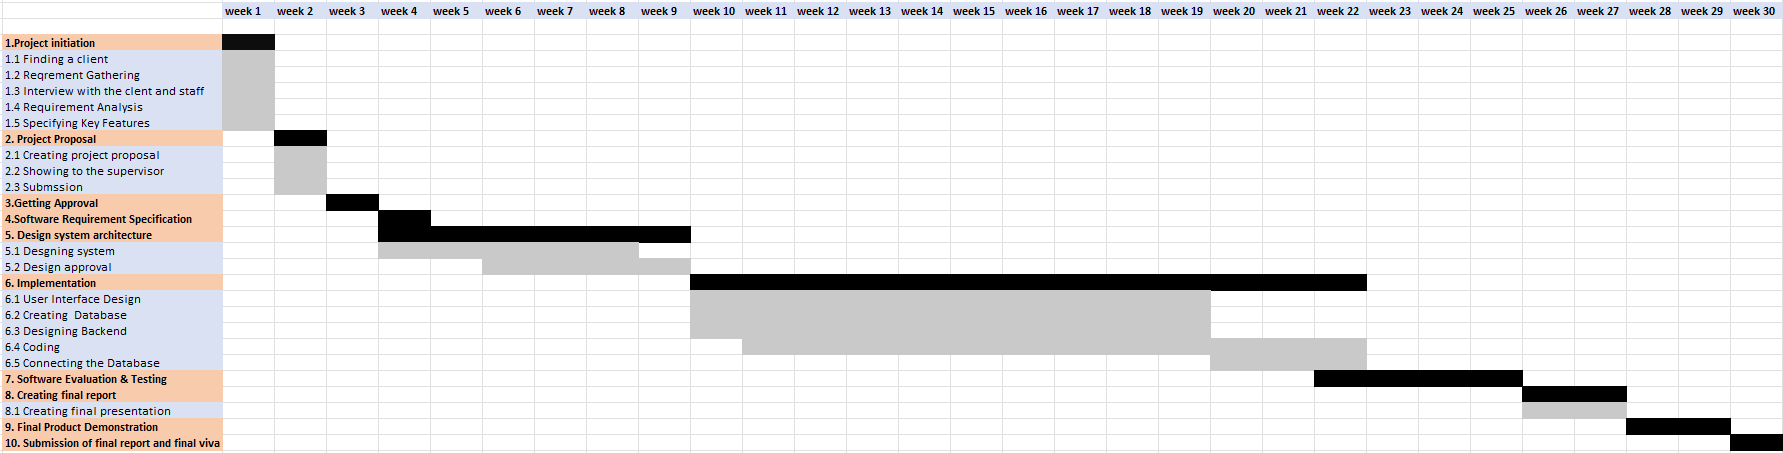 week 1 week 2 week 3 week 4 week 5 week 6 week 7 week 8 week 9 week 10 week 11 week 12 week 13 week 14 week 15 week 16 week 17 week 18 week 19 week 20 week 21 week 22 week 23 week 24 week 25 week 26 week 27 week 28 week 29 week 30
1.Project initiation
1.1 Finding a client
1.2 Reqrement Gathering
1.3 Interview with the clent and staff
1.4 Requirement Analysis
1.5 Specifying Key Features
2. Project Proposal
2.1 Creating project proposal
2.2 Showing to the supervisor
2.3 Submssion
3.Getting Approval
4.Software Requirement Specification
5. Design system architecture
5.1 Desgning system
5.2 Design approval
6. Implementation
6.1 User Interface Design
6.2 Creating  Database
6.3 Designing Backend
6.4 Coding
6.5 Connecting the Database
7. Software Evaluation & Testing
8. Creating final report
8.1 Creating final presentation
9. Final Product Demonstration
10. Submission of final report and final viva